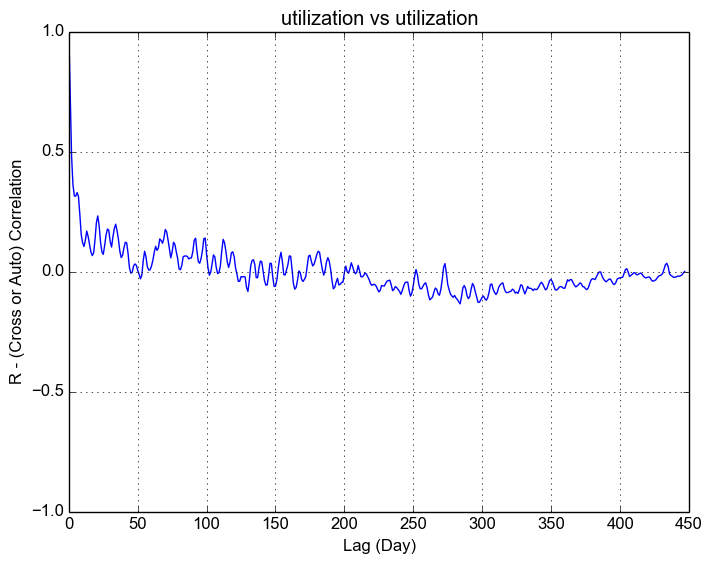 utilization vs utilization
1.0
0.5
0.0
−0.5
−1.0
R - (Cross or Auto) Correlation
0 50 100 150 200 250 300 350 400 450
Lag (Day)